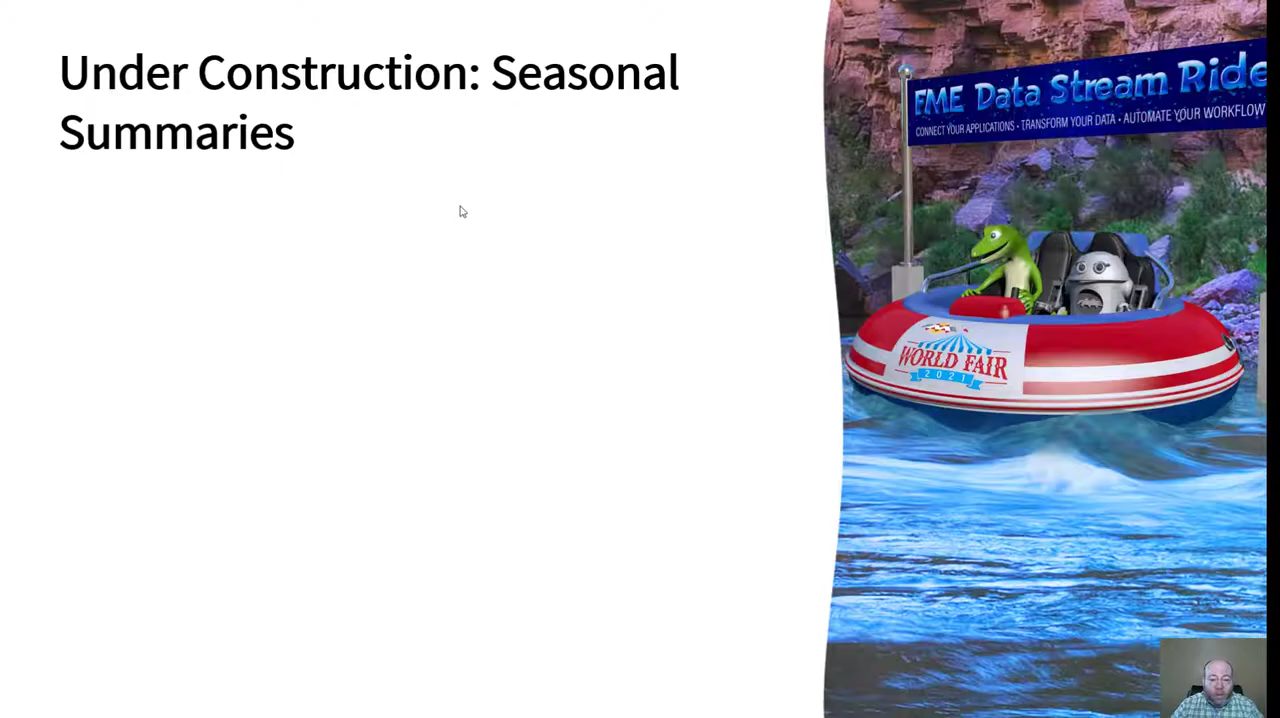 Under Construction: Seasonal
Summaries
FME Data Stream Ride
CONNECT YOUR APPLICATIONS • TRANSFORM YOUR DATA • AUTOMATE YOUR WORKFLOW
WORLD FAIR
2021